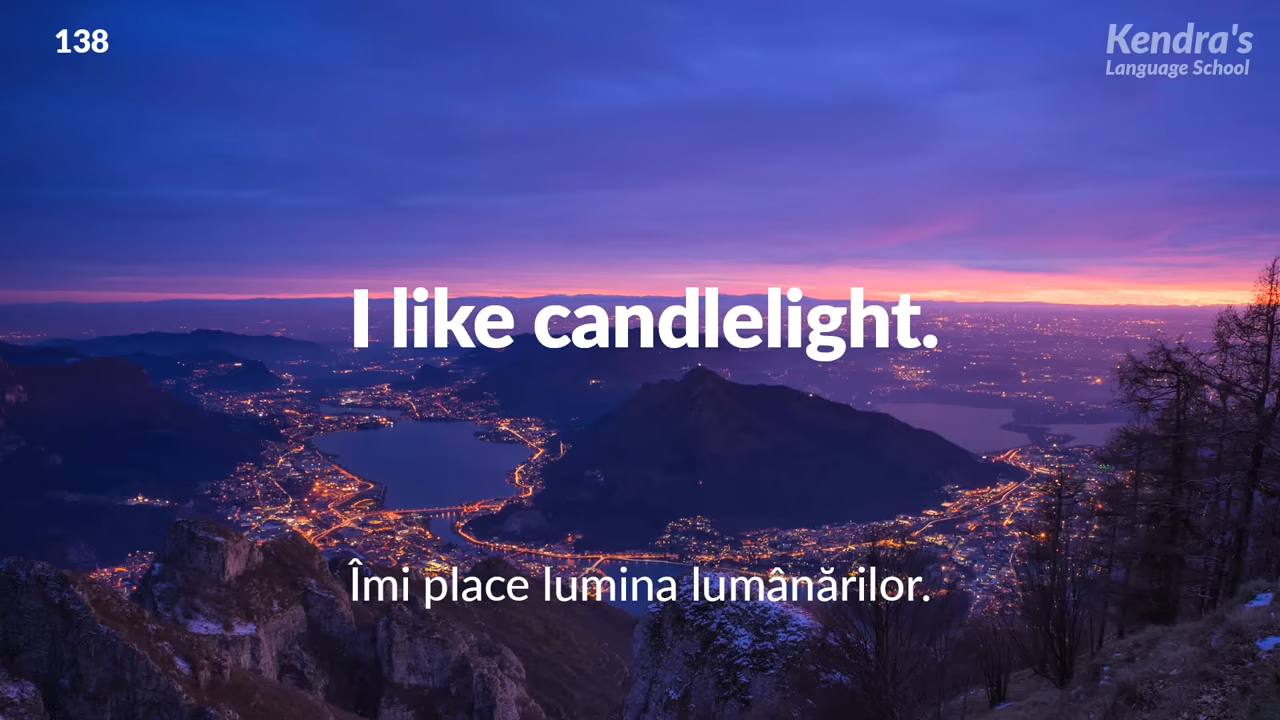 138
Kendra's
Language School
I like candlelight.
Îmi place lumina lumânărilor.